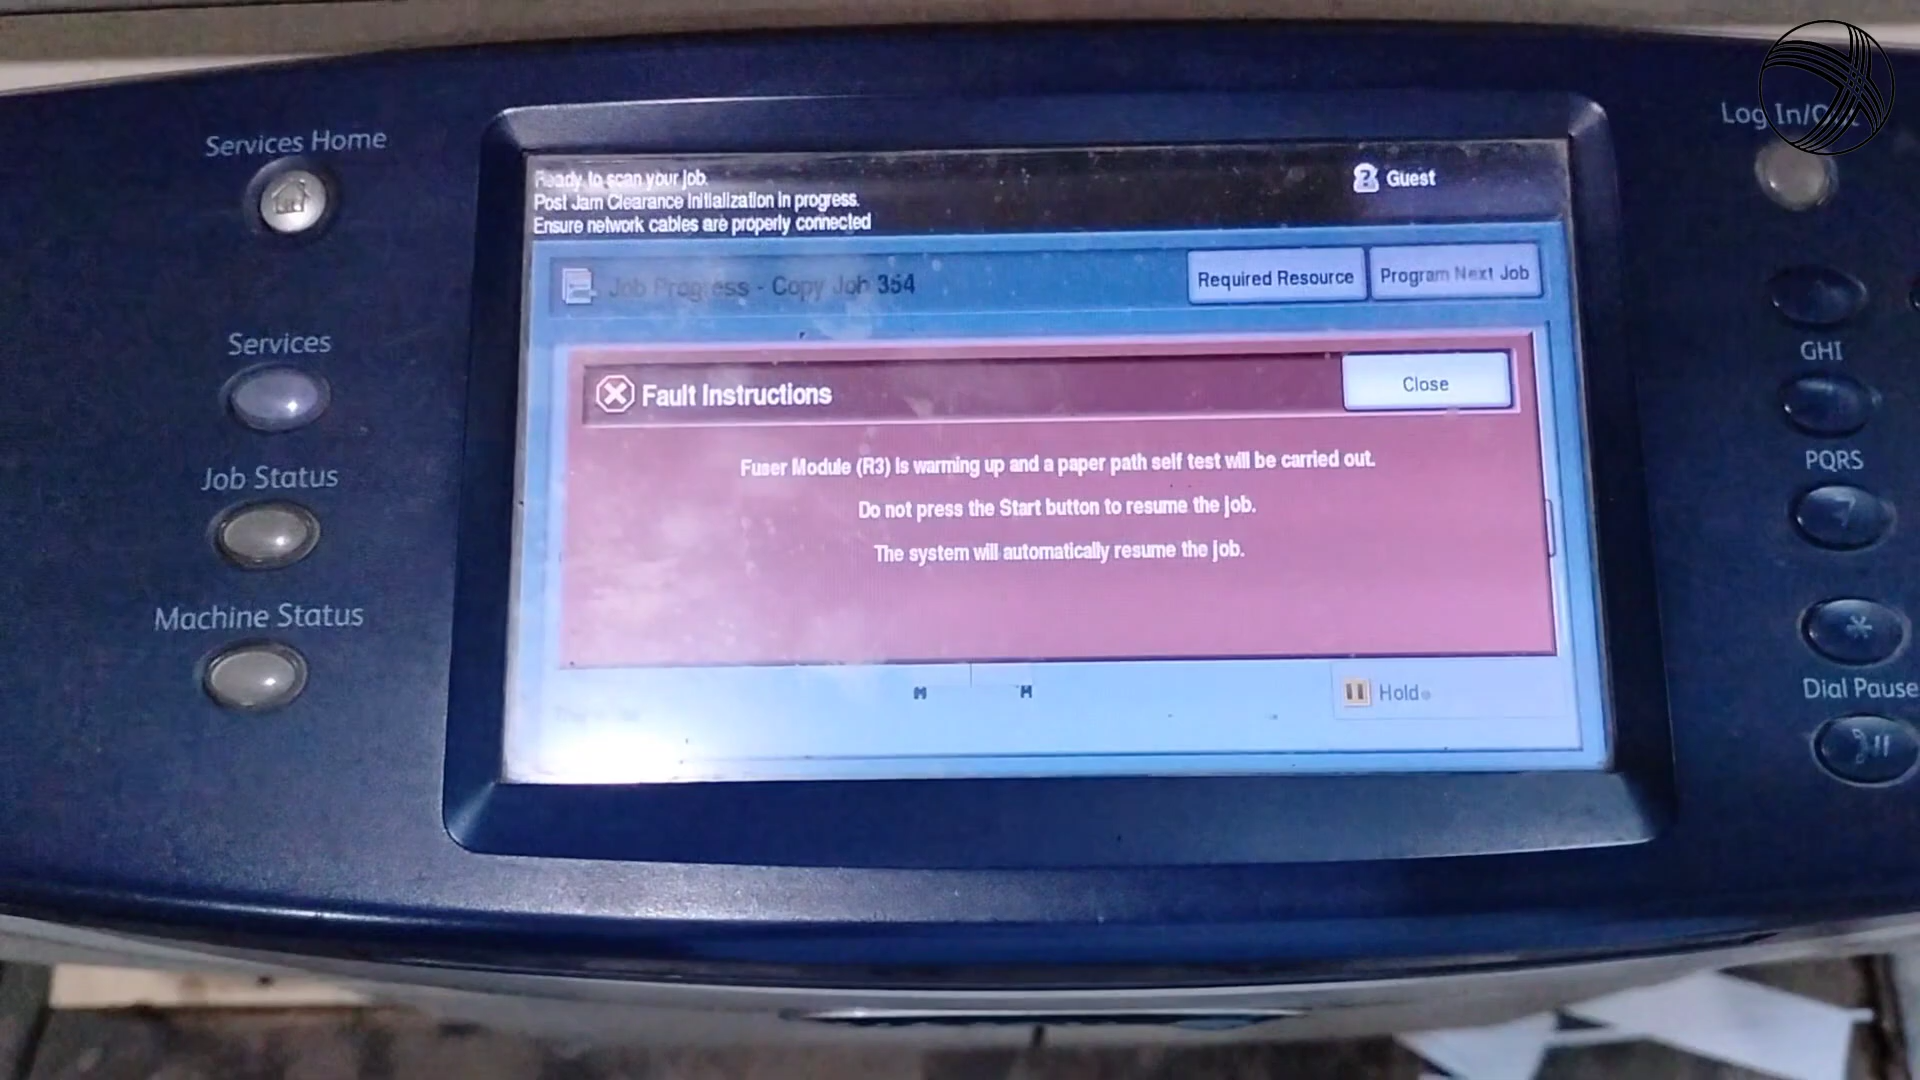 Services Home
Log In/Out
Ready to scan your job.
Post Jam Clearance Initialization in progress.
Ensure network cables are properly connected
Guest
Job Progress - Copy Job 354
Required Resource
Program Next Job
Services
GHI
Fault Instructions
Close
Fuser Module (R3) is warming up and a paper path self test will be carried out.
PQRS
Job Status
Do not press the Start button to resume the job.
7
The system will automatically resume the job.
Machine Status
*
Hold
Dial Pause